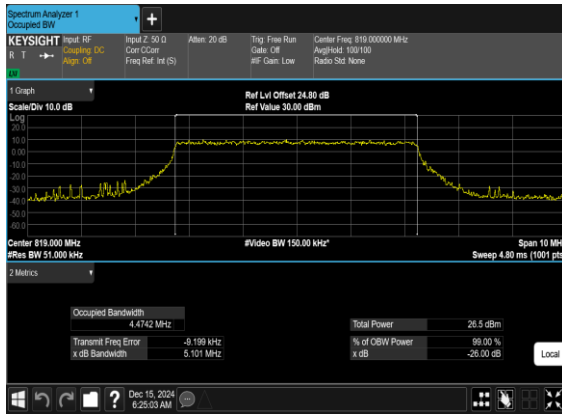 Spectrum Analyzer 1
Occupied BW
KEYSIGHT
R T
LXI
Input: RF
Coupling: DC
Align: Off
Input Z: 50 Ω
Corr CCorr
Freq Ref: Int (S)
Atten: 20 dB
Trig: Free Run
Gate: Off
#IF Gain: Low
Center Freq: 819.000000 MHz
Avg|Hold: 100/100
Radio Std: None
1 Graph
Scale/Div 10.0 dB
Ref Lvl Offset 24.80 dB
Ref Value 30.00 dBm
Log
20.0
10.0
0.00
-10.0
-20.0
-30.0
-40.0
-50.0
-60.0
Center 819.000 MHz
#Res BW 51.000 kHz
#Video BW 150.00 kHz*
Span 10 MH
Sweep 4.80 ms (1001 pts
2 Metrics
Occupied Bandwidth
4.4742 MHz
Transmit Freq Error -9.199 kHz
x dB Bandwidth 5.101 MHz
Total Power 26.5 dBm
% of OBW Power 99.00 %
x dB -26.00 dB
Local
Dec 15, 2024
6:25:03 AM